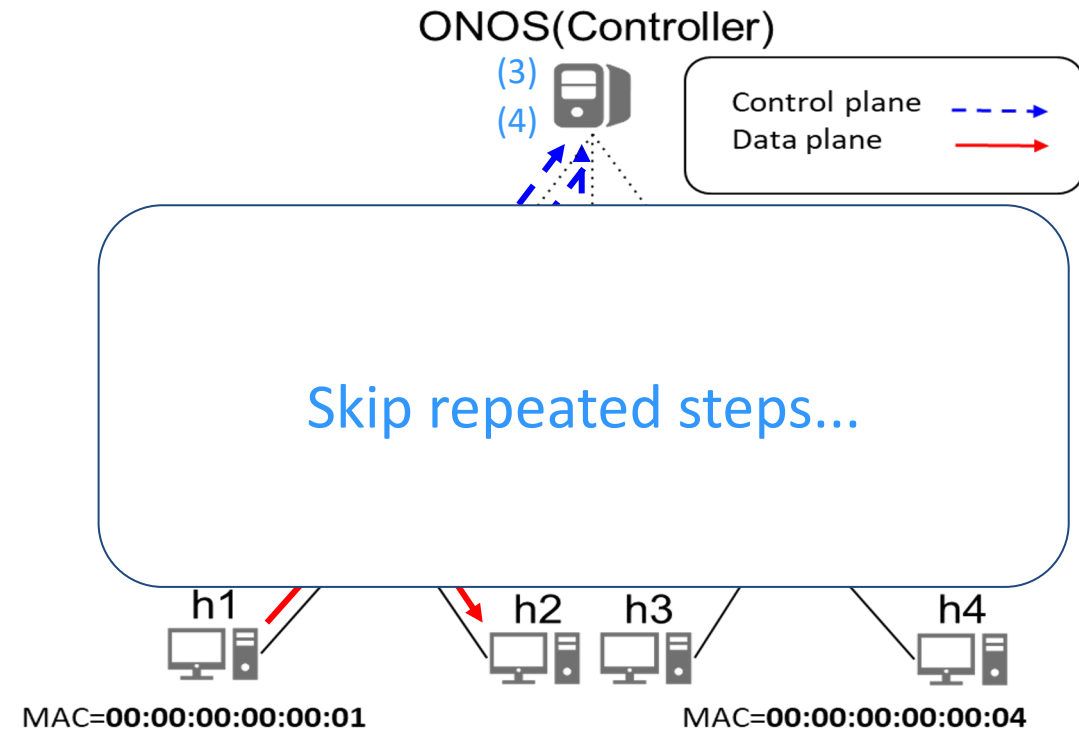 ONOS(Controller)
(3)
(4)
Control plane
Data plane
Skip repeated steps...
h1
h2
h3
h4
MAC=00:00:00:00:00:01
MAC=00:00:00:00:00:04